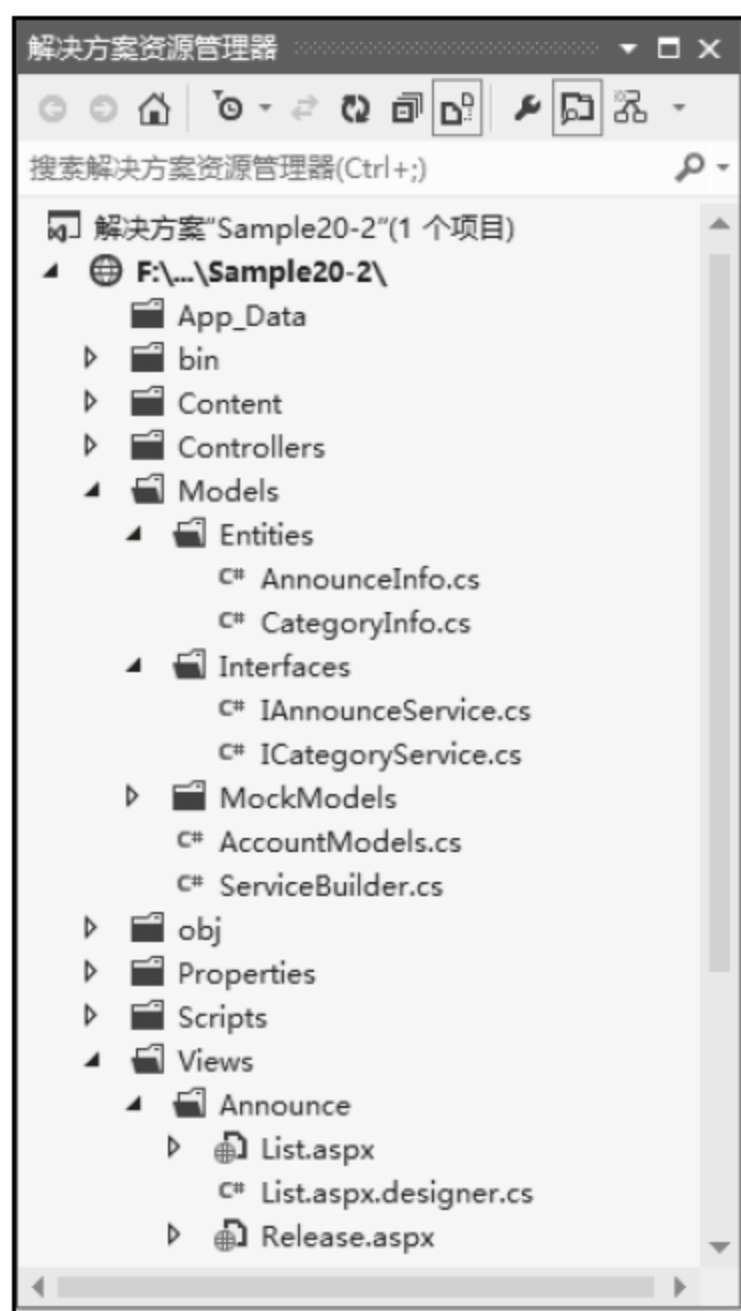 解决方案资源管理器
搜索解决方案资源管理器(Ctrl+;)
解决方案"Sample20-2"(1 个项目)
F:\...\Sample20-2\
App_Data
bin
Content
Controllers
Models
Entities
C# AnnounceInfo.cs
C# CategoryInfo.cs
Interfaces
C# IAnnounceService.cs
C# ICategoryService.cs
MockModels
C# AccountModels.cs
C# ServiceBuilder.cs
obj
Properties
Scripts
Views
Announce
List.aspx
C# List.aspx.designer.cs
Release.aspx